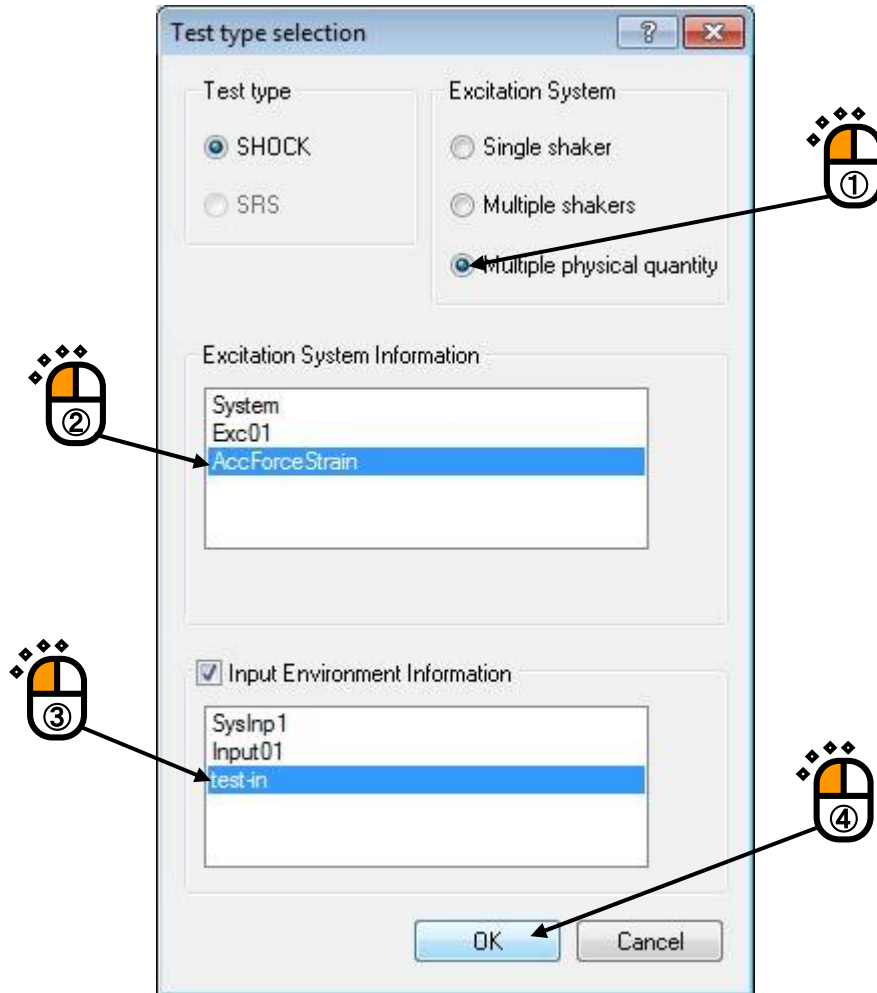 Test type selection
Test type
Excitation System
SHOCK
Single shaker
①
SRS
Multiple shakers
Multiple physical quantity
Excitation System Information
②
System
Exc01
AccForceStrain
Input Environment Information
③
SysInp1
Input01
test-in
④
OK
Cancel